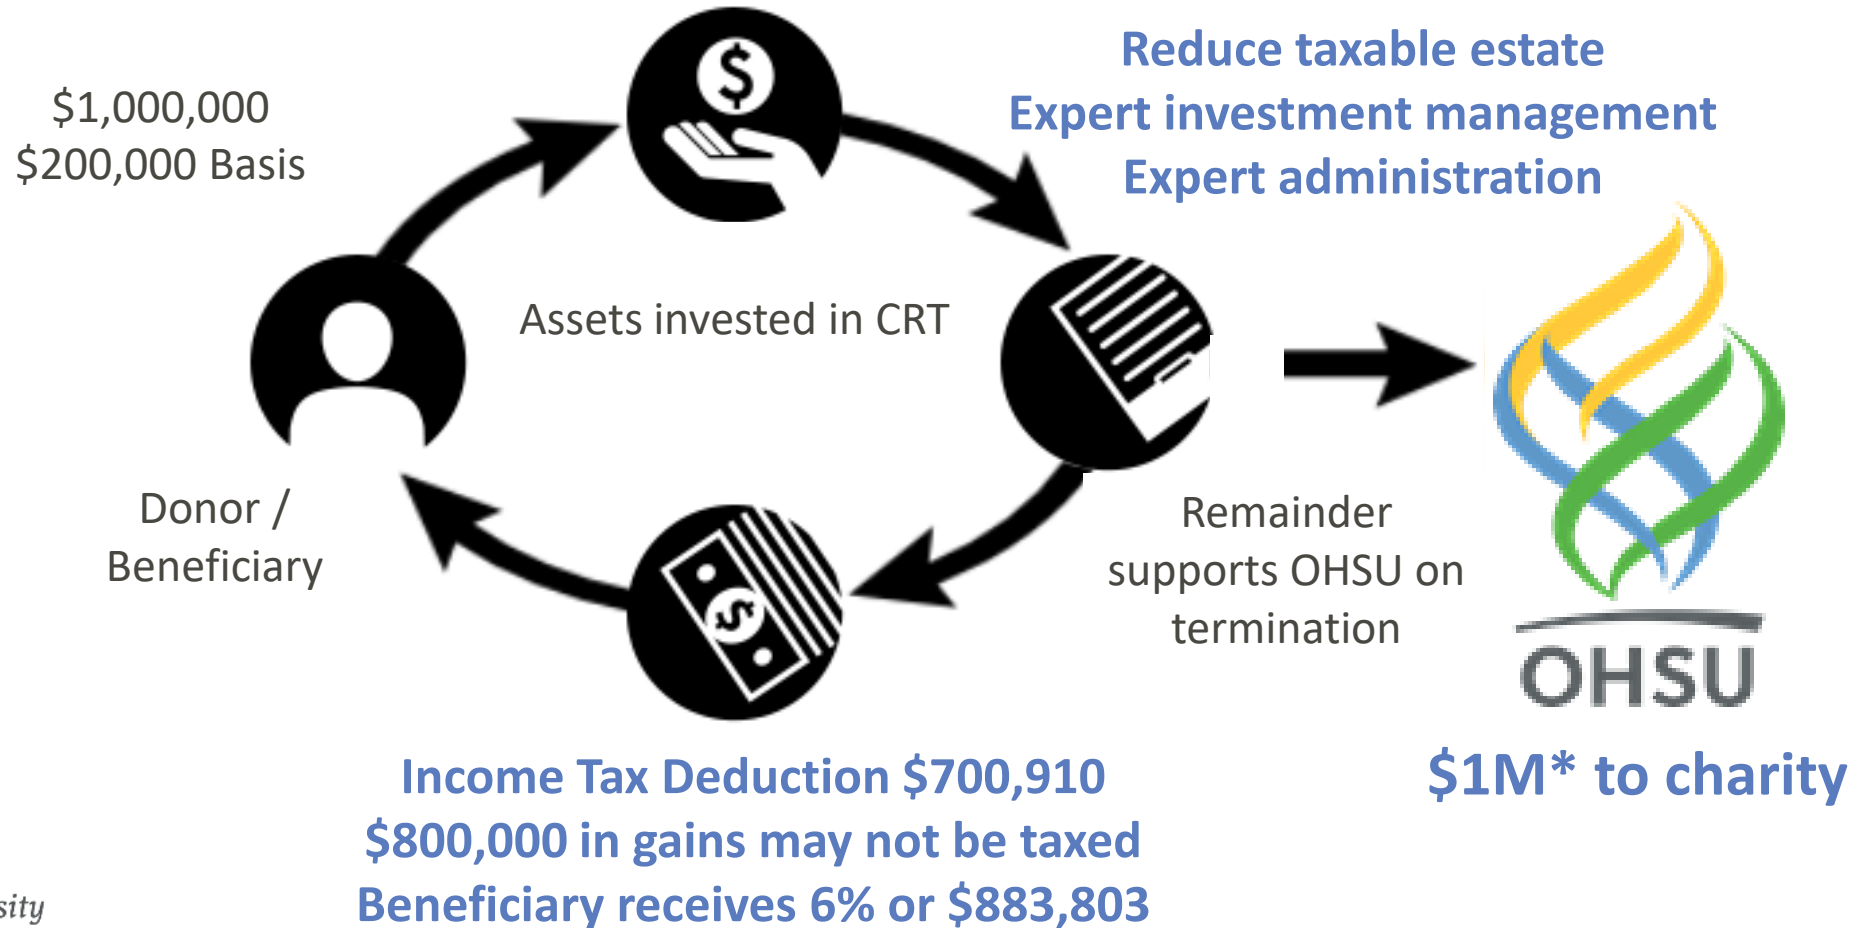 $1,000,000
$200,000 Basis
Reduce taxable estate
Expert investment management
Expert administration
Assets invested in CRT
Donor /
Beneficiary
Remainder
supports OHSU on
termination
OHSU
$1M* to charity
Income Tax Deduction $700,910
$800,000 in gains may not be taxed
Beneficiary receives 6% or $883,803